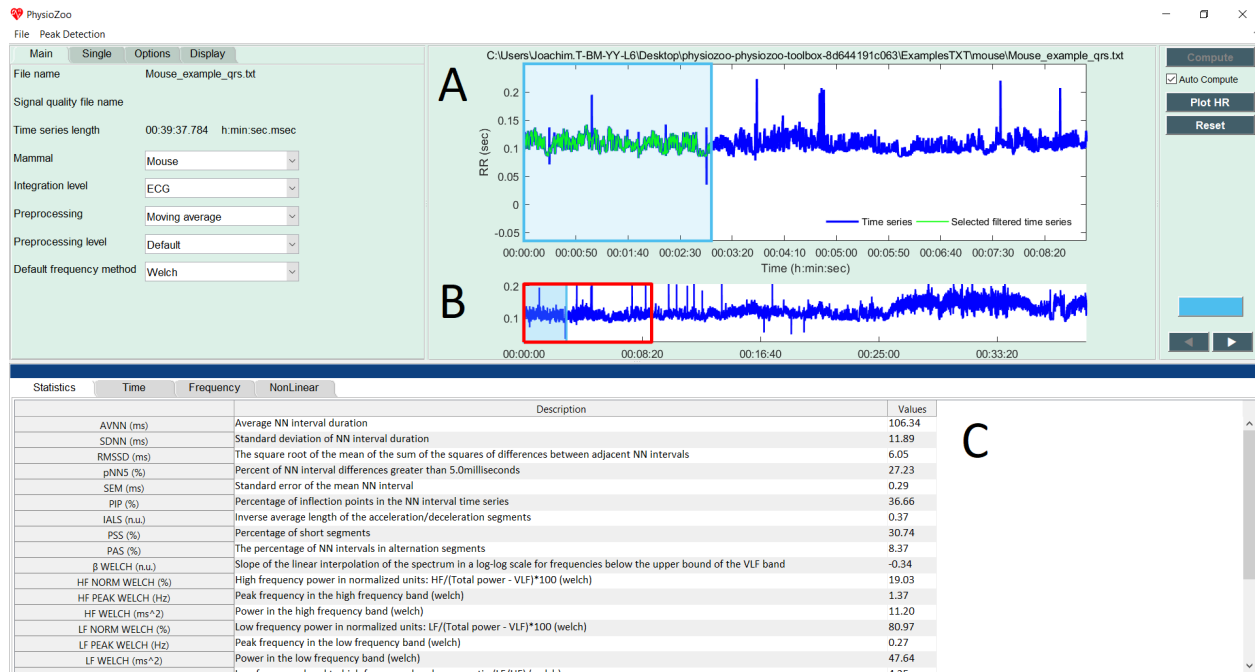 PhysioZoo
File Peak Detection
Main Single Options Display
File name Mouse_example_qrs.txt
Signal quality file name
Time series length 00:39:37.784 h:min:sec.msec
Mammal Mouse
Integration level ECG
Preprocessing Moving average
Preprocessing level Default
Default frequency method Welch
C:\Users\Joachim.T-BM-YY-L6\Desktop\physiozoo-physiozoo-toolbox-8d644191c063\ExamplesTXT\mouse\Mouse_example_qrs.txt
A
0.2
0.15
0.1
0.05
0
-0.05
RR (sec)
Time series Selected filtered time series
00:00:00 00:00:50 00:01:40 00:02:30 00:03:20 00:04:10 00:05:00 00:05:50 00:06:40 00:07:30 00:08:20
Time (h:min:sec)
B
0.2
0.1
00:00:00 00:08:20 00:16:40 00:25:00 00:33:20
Compute
Auto Compute
Plot HR
Reset
Statistics Time Frequency NonLinear
Description Values
AVNN (ms) Average NN interval duration 106.34
SDNN (ms) Standard deviation of NN interval duration 11.89
RMSSD (ms) The square root of the mean of the sum of the squares of differences between adjacent NN intervals 6.05
pNN5 (%) Percent of NN interval differences greater than 5.0milliseconds 27.23
SEM (ms) Standard error of the mean NN interval 0.29
PIP (%) Percentage of inflection points in the NN interval time series 36.66
IALS (n.u.) Inverse average length of the acceleration/deceleration segments 0.37
PSS (%) Percentage of short segments 30.74
PAS (%) The percentage of NN intervals in alternation segments 8.37
β WELCH (n.u.) Slope of the linear interpolation of the spectrum in a log-log scale for frequencies below the upper bound of the VLF band -0.34
HF NORM WELCH (%) High frequency power in normalized units: HF/(Total power - VLF)*100 (welch) 19.03
HF PEAK WELCH (Hz) Peak frequency in the high frequency band (welch) 1.37
HF WELCH (ms^2) Power in the high frequency band (welch) 11.20
LF NORM WELCH (%) Low frequency power in normalized units: LF/(Total power - VLF)*100 (welch) 80.97
LF PEAK WELCH (Hz) Peak frequency in the low frequency band (welch) 0.27
LF WELCH (ms^2) Power in the low frequency band (welch) 47.64
C